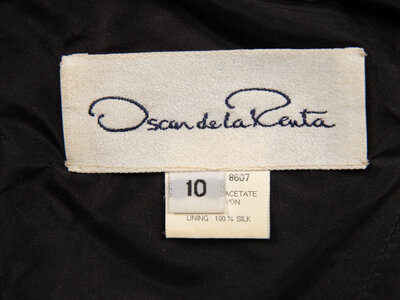 Oscar de la Renta
10
8607
ACETATE
YON
LINING: 100% SILK